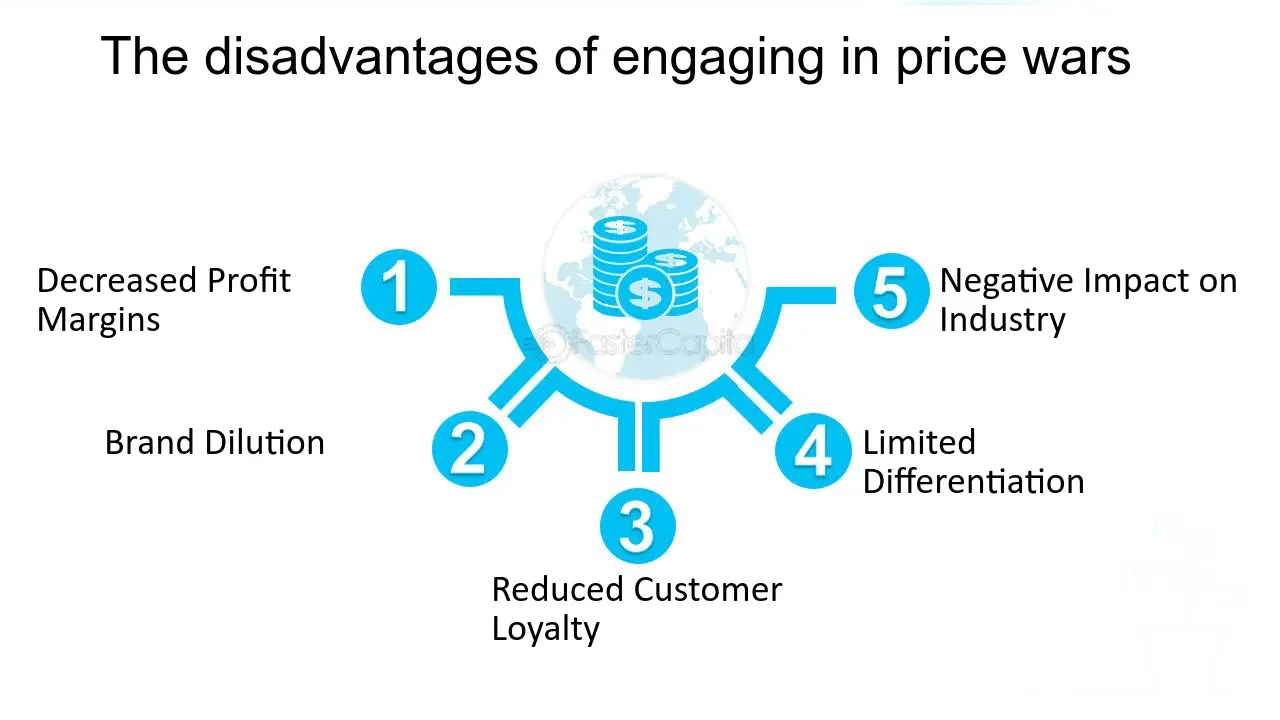 The disadvantages of engaging in price wars
1
Decreased Profit
Margins
2
Brand Dilution
3
Reduced Customer
Loyalty
4
Limited
Differentiation
5
Negative Impact on
Industry
$
$
$
FasterCapital